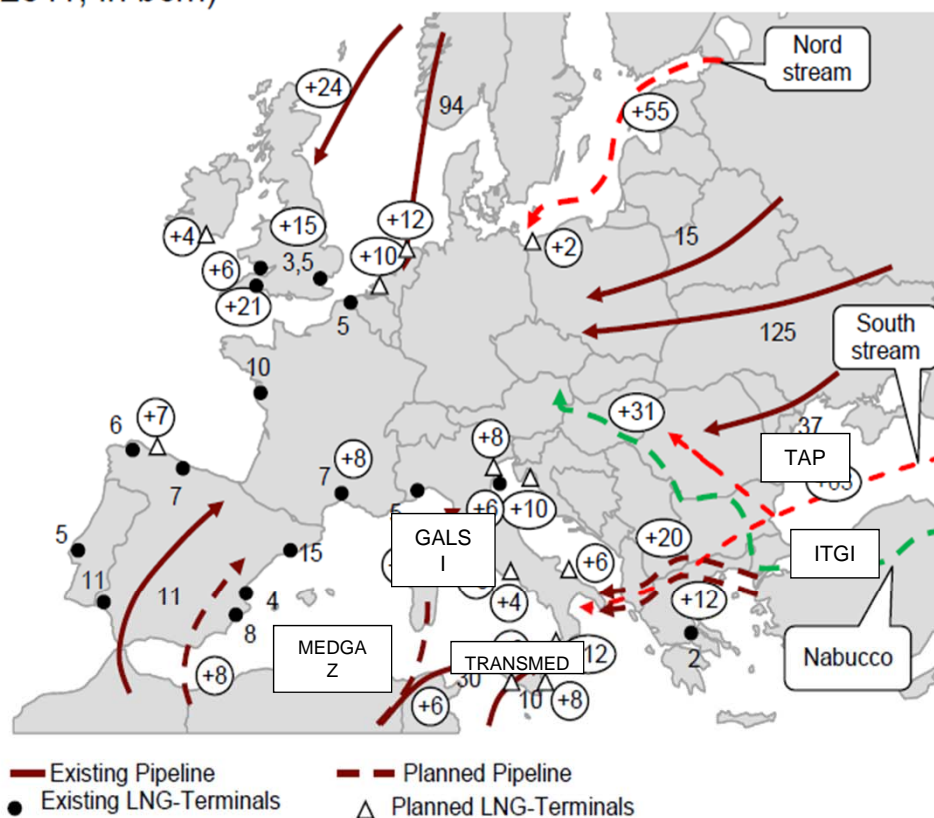 Nord
stream
+24
94
+55
+12
+15
15
+4
+10
+2
+6
3,5
+21
5
South
stream
125
10
+31
+7
37
6
+8
+8
TAP
7
7
+6
+10
5
GALS
I
+20
ITGI
15
+6
11
11
4
+4
+12
8
MEDGA
Z
2
Nabucco
TRANSMED
12
+8
30
+6
10
+8
Existing Pipeline
Planned Pipeline
Existing LNG-Terminals
Planned LNG-Terminals